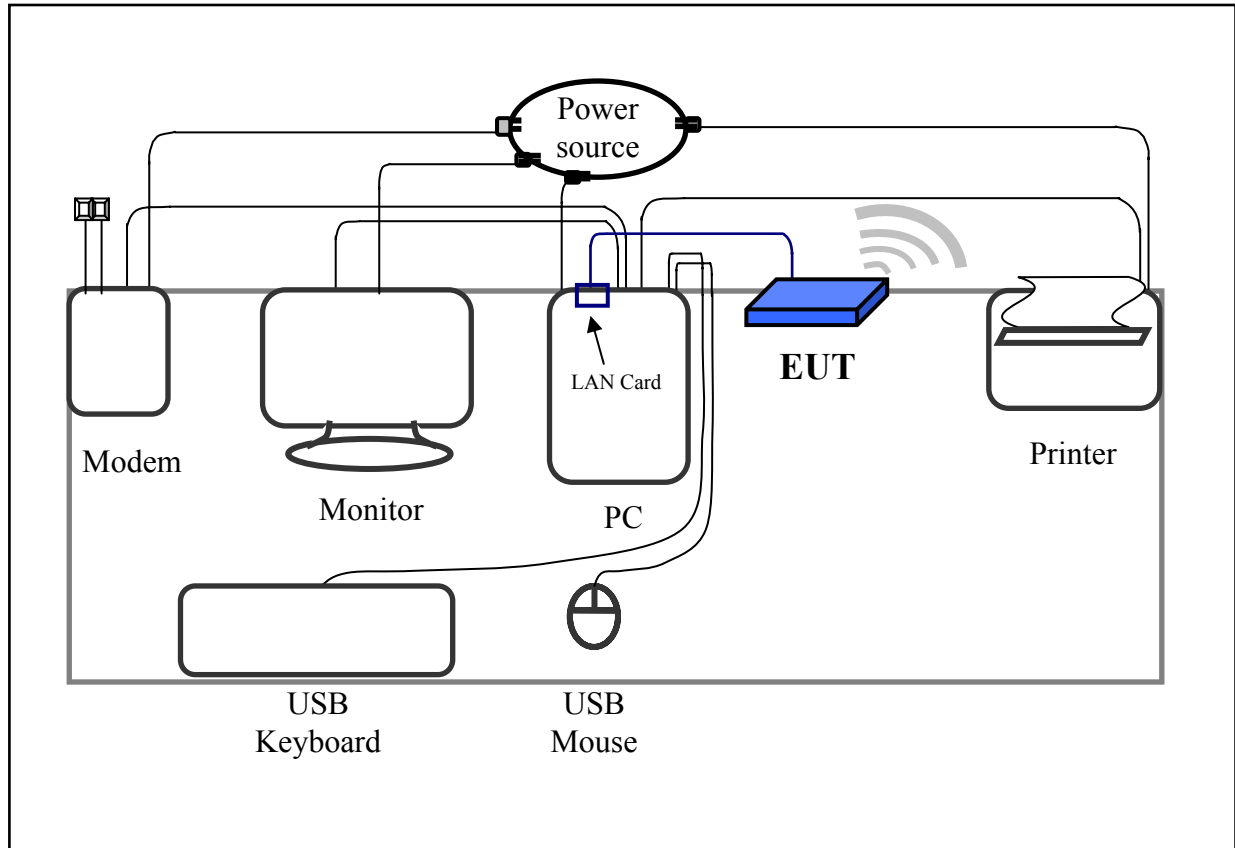 Power
source
LAN Card
EUT
Modem
Monitor
PC
Printer
USB
Keyboard
USB
Mouse